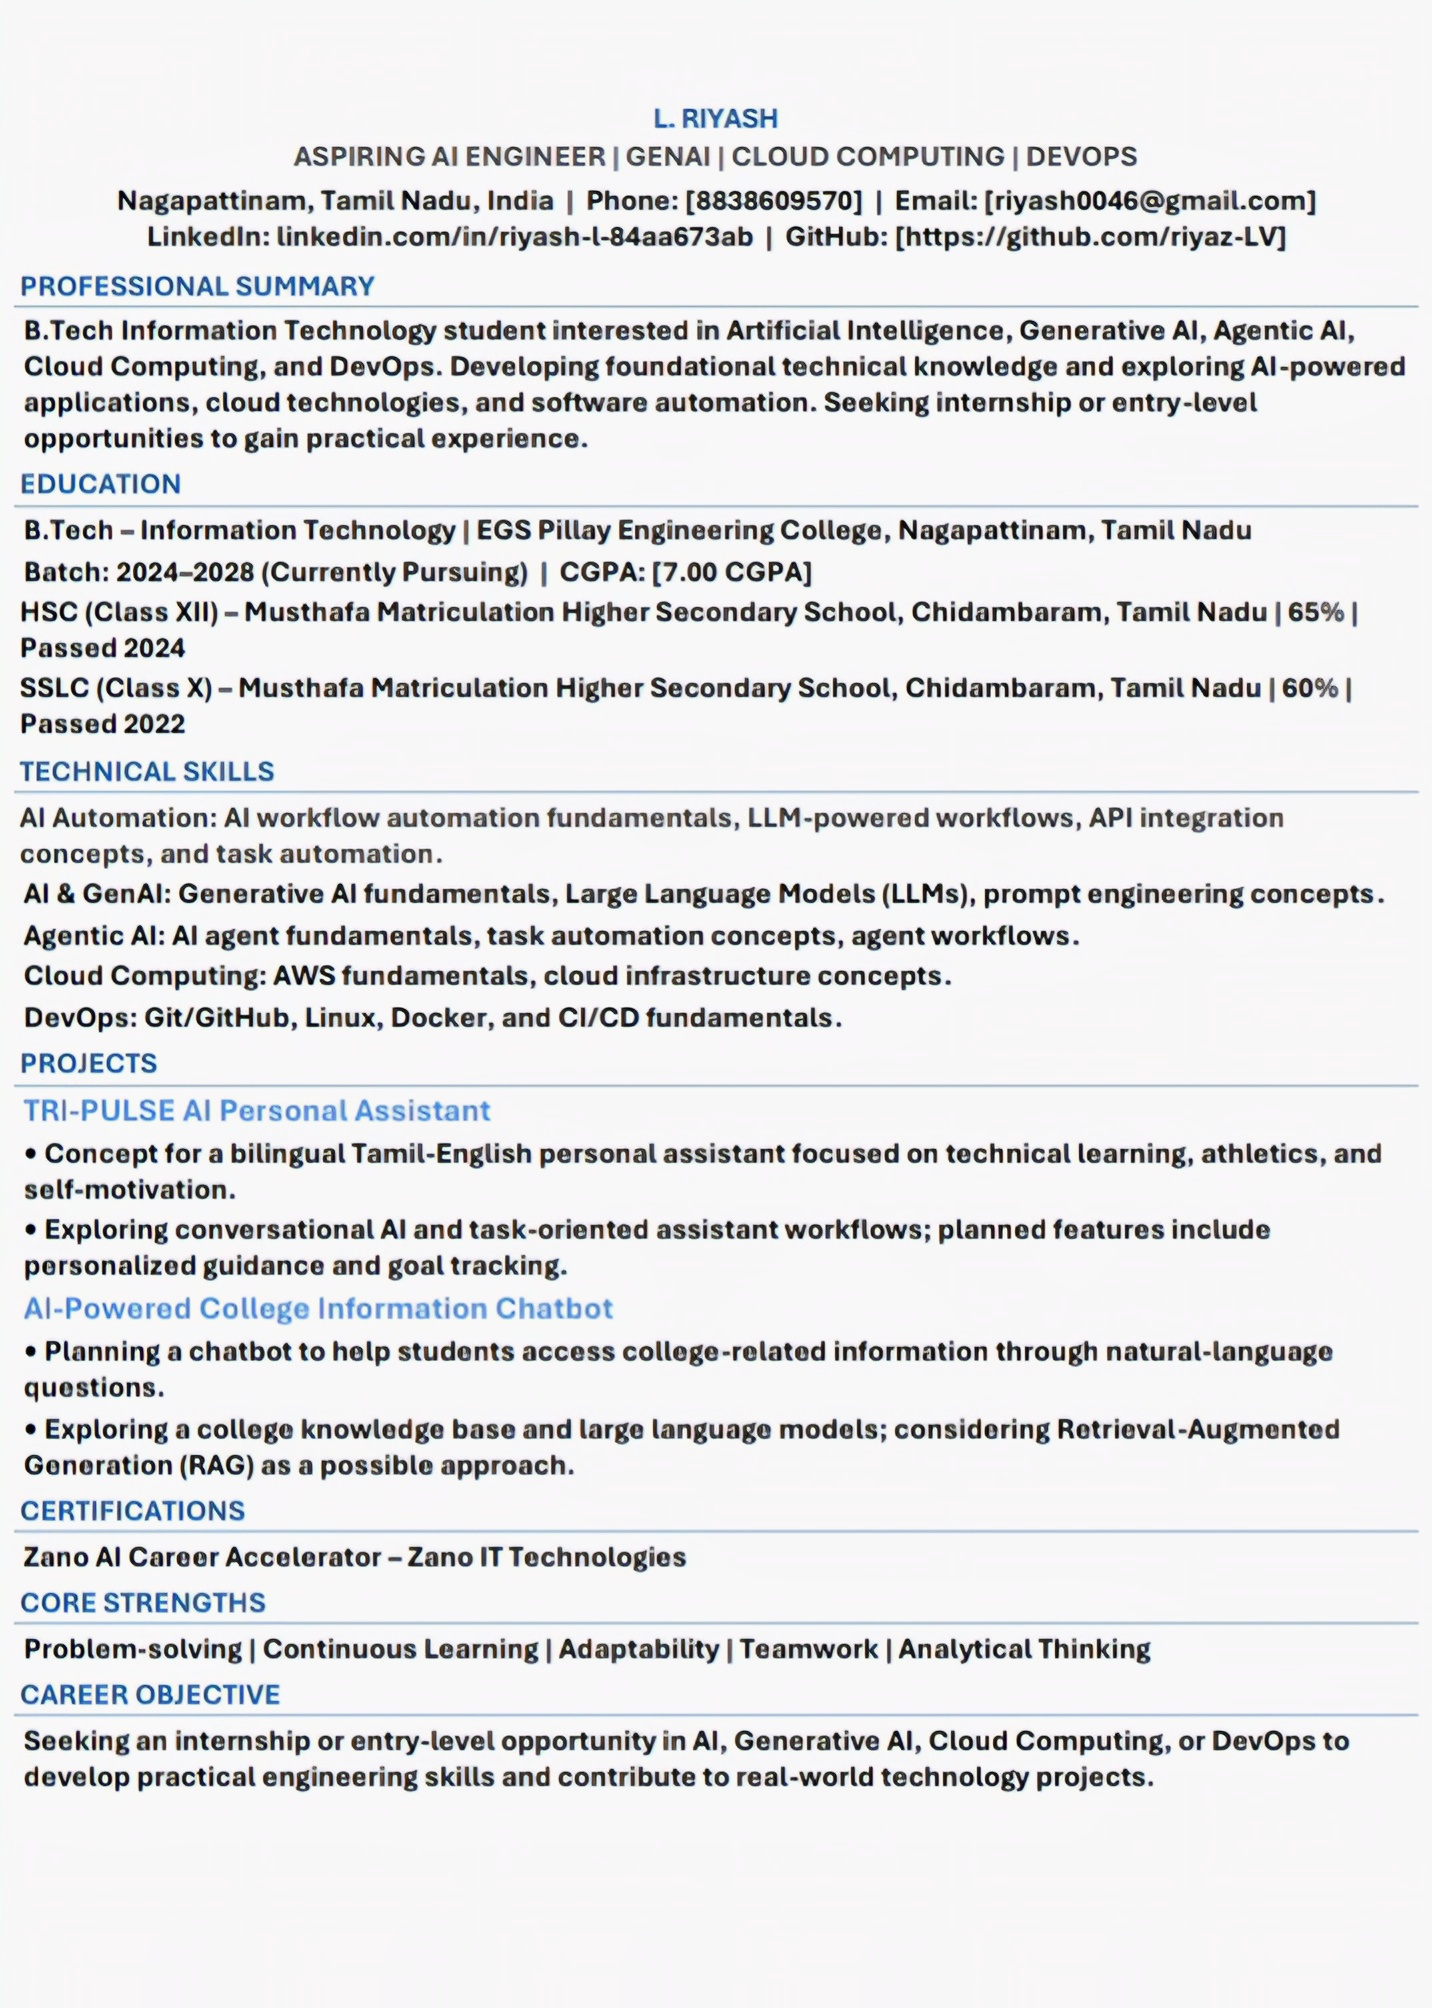 L. RIYASH
ASPIRING AI ENGINEER | GENAI | CLOUD COMPUTING | DEVOPS
Nagapattinam, Tamil Nadu, India | Phone: [8838609570] | Email: [riyash0046@gmail.com]
LinkedIn: linkedin.com/in/riyash-l-84aa673ab | GitHub: [https://github.com/riyaz-LV]
PROFESSIONAL SUMMARY
B.Tech Information Technology student interested in Artificial Intelligence, Generative AI, Agentic AI,
Cloud Computing, and DevOps. Developing foundational technical knowledge and exploring AI-powered
applications, cloud technologies, and software automation. Seeking internship or entry-level
opportunities to gain practical experience.
EDUCATION
B.Tech – Information Technology | EGS Pillay Engineering College, Nagapattinam, Tamil Nadu
Batch: 2024–2028 (Currently Pursuing) | CGPA: [7.00 CGPA]
HSC (Class XII) – Musthafa Matriculation Higher Secondary School, Chidambaram, Tamil Nadu | 65% |
Passed 2024
SSLC (Class X) – Musthafa Matriculation Higher Secondary School, Chidambaram, Tamil Nadu | 60% |
Passed 2022
TECHNICAL SKILLS
AI Automation: AI workflow automation fundamentals, LLM-powered workflows, API integration
concepts, and task automation.
AI & GenAI: Generative AI fundamentals, Large Language Models (LLMs), prompt engineering concepts.
Agentic AI: AI agent fundamentals, task automation concepts, agent workflows.
Cloud Computing: AWS fundamentals, cloud infrastructure concepts.
DevOps: Git/GitHub, Linux, Docker, and CI/CD fundamentals.
PROJECTS
TRI-PULSE AI Personal Assistant
• Concept for a bilingual Tamil-English personal assistant focused on technical learning, athletics, and
self-motivation.
• Exploring conversational AI and task-oriented assistant workflows; planned features include
personalized guidance and goal tracking.
AI-Powered College Information Chatbot
• Planning a chatbot to help students access college-related information through natural-language
questions.
• Exploring a college knowledge base and large language models; considering Retrieval-Augmented
Generation (RAG) as a possible approach.
CERTIFICATIONS
Zano AI Career Accelerator – Zano IT Technologies
CORE STRENGTHS
Problem-solving | Continuous Learning | Adaptability | Teamwork | Analytical Thinking
CAREER OBJECTIVE
Seeking an internship or entry-level opportunity in AI, Generative AI, Cloud Computing, or DevOps to
develop practical engineering skills and contribute to real-world technology projects.